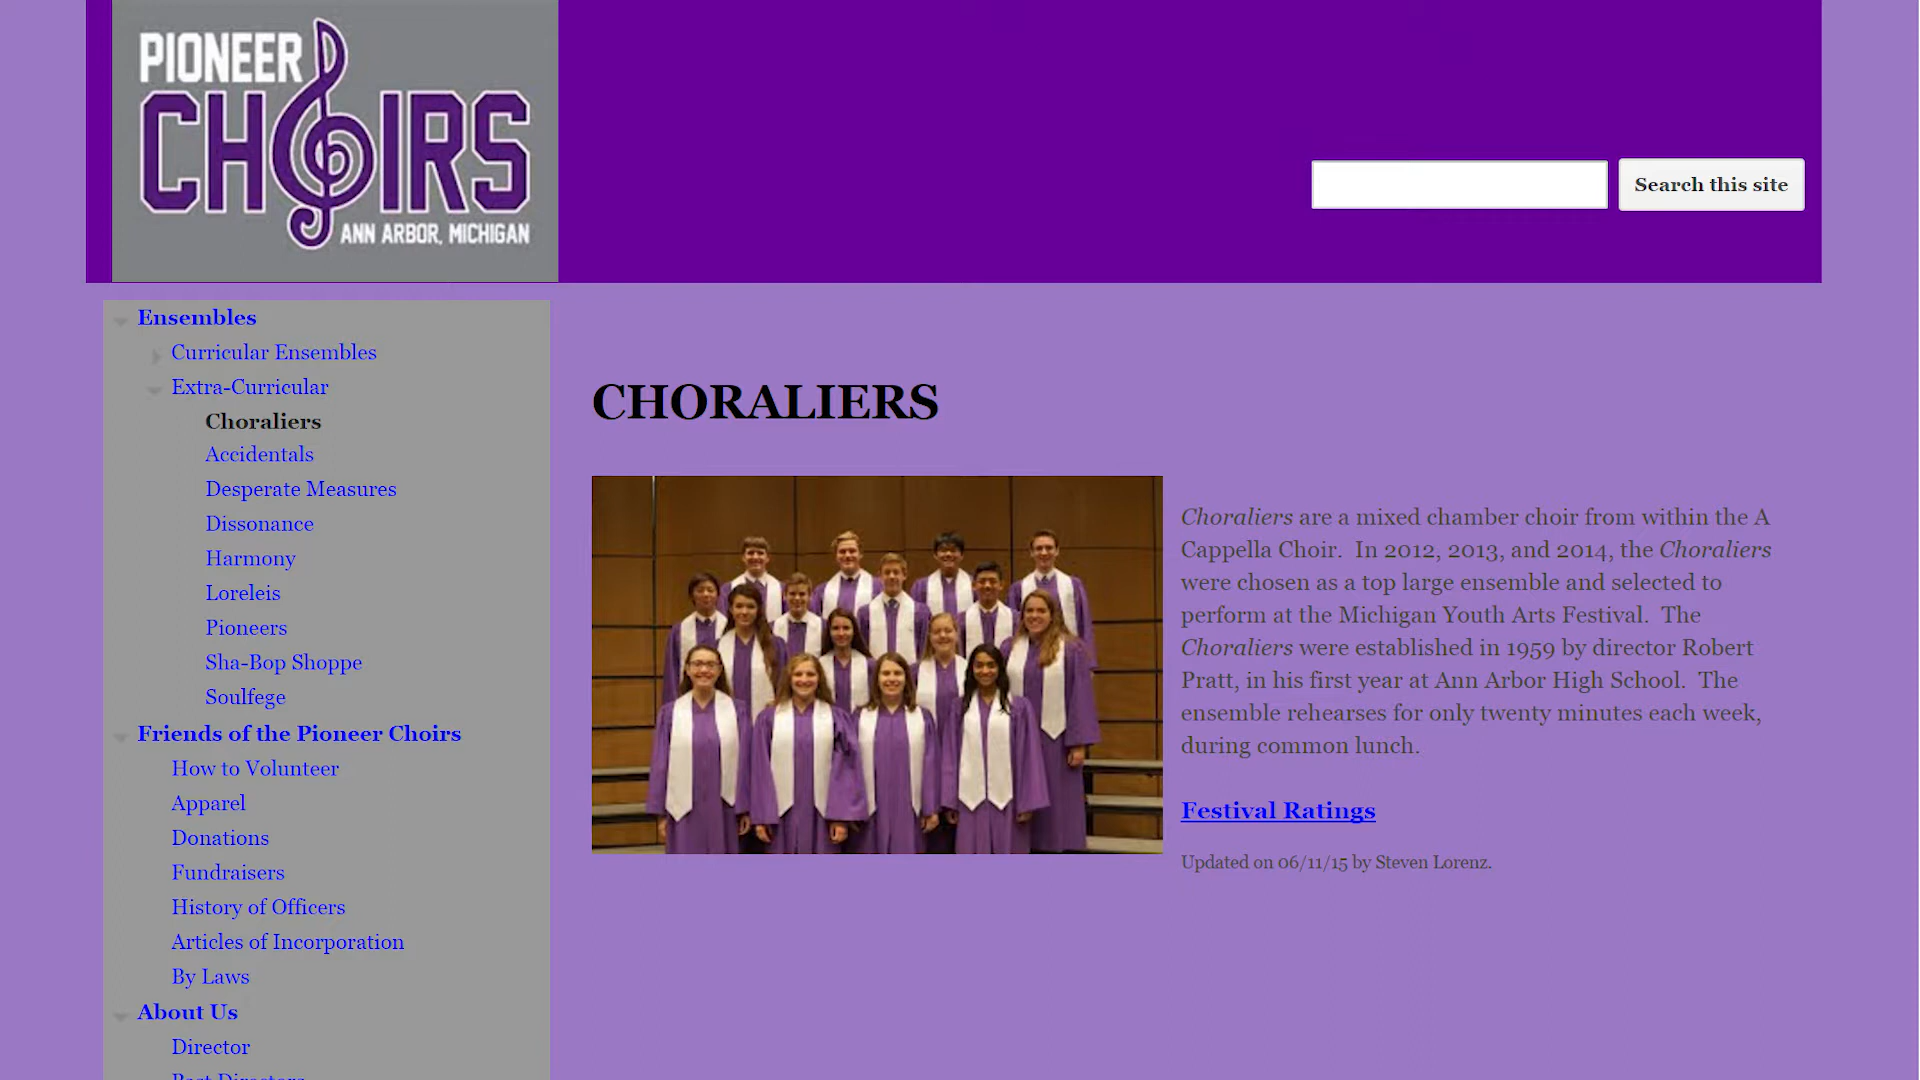 PIONEER
CHOIRS
ANN ARBOR, MICHIGAN
Search this site
Ensembles
Curricular Ensembles
Extra-Curricular
Choraliers
Accidentals
Desperate Measures
Dissonance
Harmony
Loreleis
Pioneers
Sha-Bop Shoppe
Soulfege
Friends of the Pioneer Choirs
How to Volunteer
Apparel
Donations
Fundraisers
History of Officers
Articles of Incorporation
By Laws
About Us
Director
CHORALIERS
Choraliers are a mixed chamber choir from within the A
Cappella Choir.  In 2012, 2013, and 2014, the Choraliers
were chosen as a top large ensemble and selected to
perform at the Michigan Youth Arts Festival.  The
Choraliers were established in 1959 by director Robert
Pratt, in his first year at Ann Arbor High School.  The
ensemble rehearses for only twenty minutes each week,
during common lunch.
Festival Ratings
Updated on 06/11/15 by Steven Lorenz.